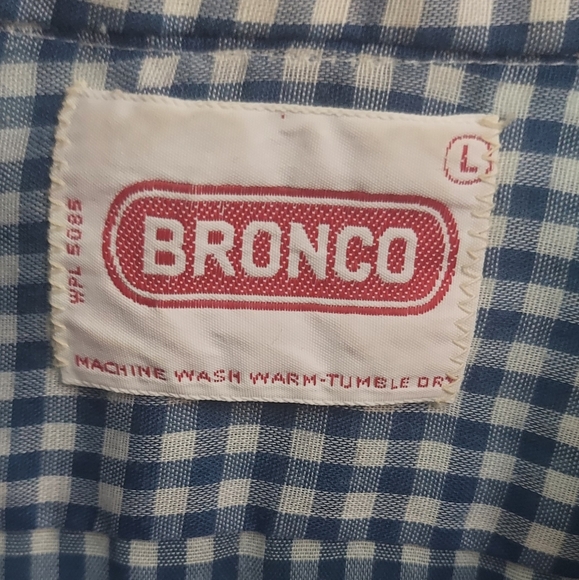 L
WPL 5085
BRONCO
MACHINE WASH WARM-TUMBLE DRY